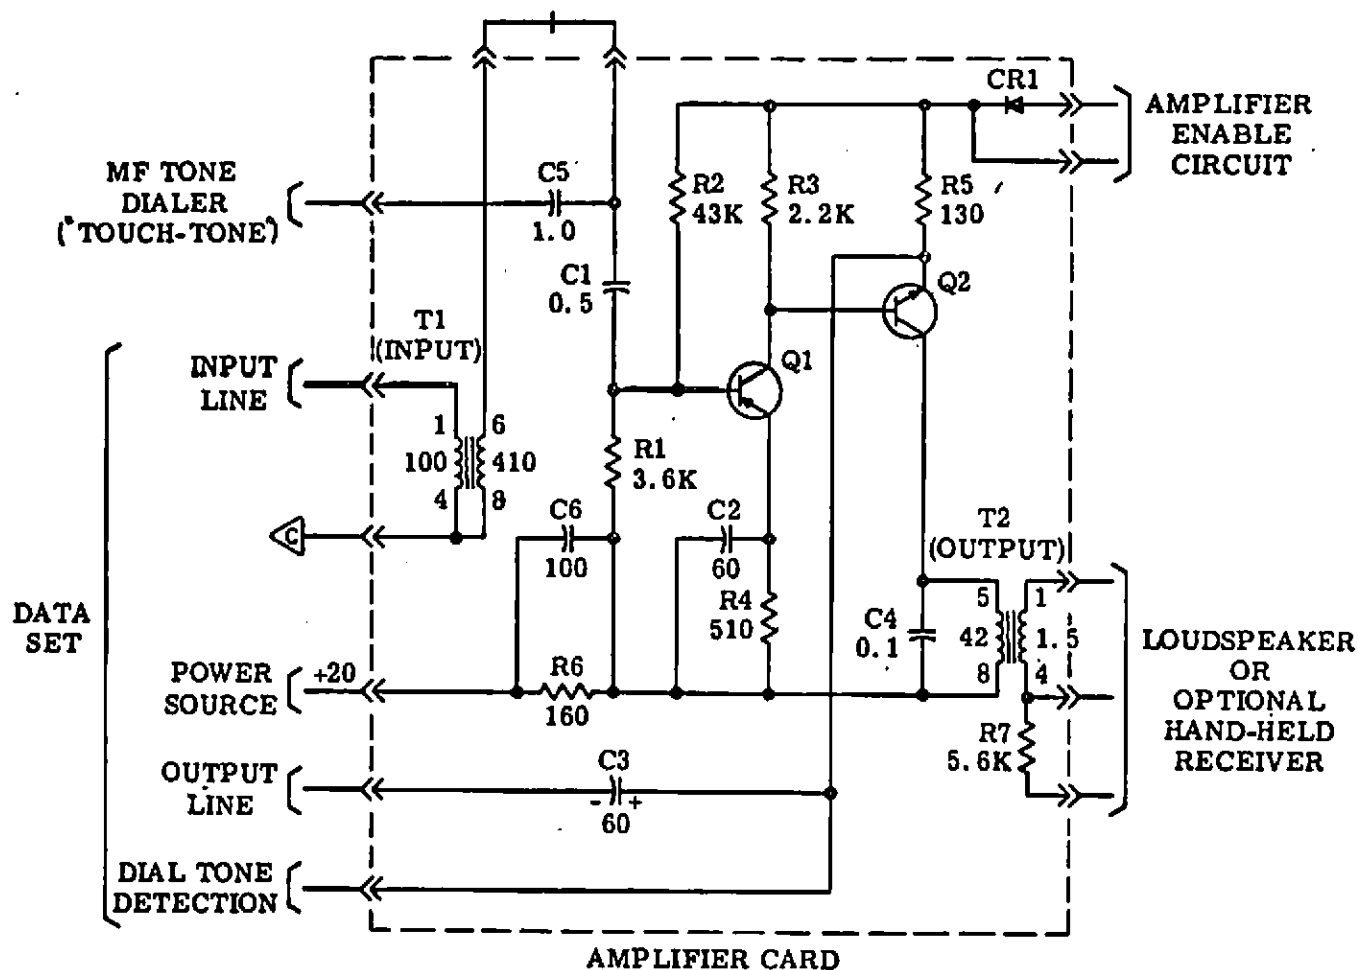 CR1
AMPLIFIER
ENABLE
CIRCUIT
MF TONE
DIALER
("TOUCH-TONE")
C5
1.0
R2
43K
R3
2.2K
R5
130
C1
0.5
Q2
T1
(INPUT)
INPUT
LINE
Q1
1
6
100
410
4
8
R1
3.6K
C
C6
100
C2
60
R4
510
T2
(OUTPUT)
5
1
C4
0.1
42
1.5
8
4
DATA
SET
POWER
SOURCE
+20
R6
160
LOUDSPEAKER
OR
OPTIONAL
HAND-HELD
RECEIVER
R7
5.6K
OUTPUT
LINE
C3
- +
60
DIAL TONE
DETECTION
AMPLIFIER CARD